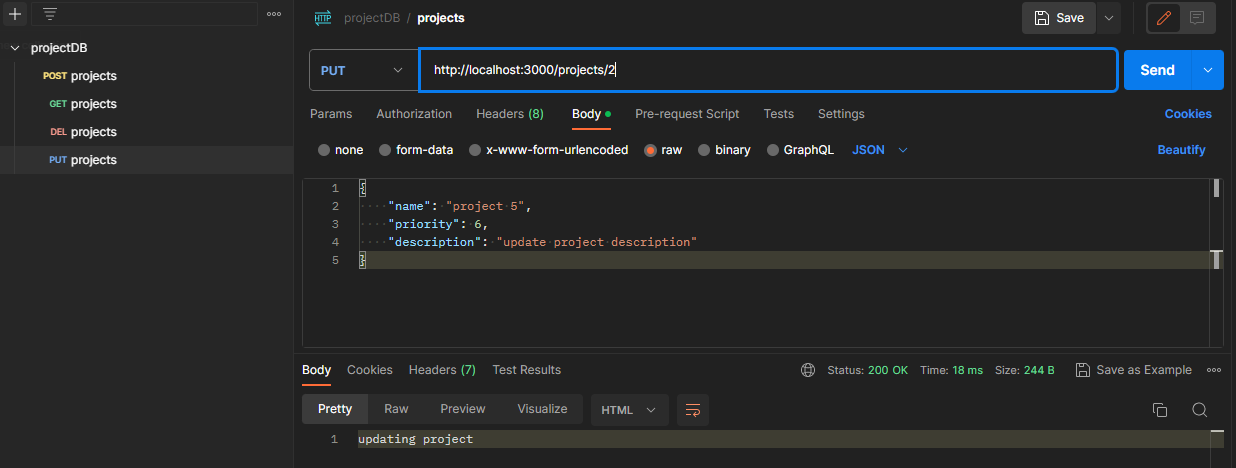 HTTP projectDB / projects Save
projectDB
POST projects
GET projects
DEL projects
PUT projects
PUT http://localhost:3000/projects/2 Send
Params Authorization Headers (8) Body Pre-request Script Tests Settings Cookies
none form-data x-www-form-urlencoded raw binary GraphQL JSON Beautify
1 {
2 "name": "project 5",
3 "priority": 6,
4 "description": "update project description"
5 }
Body Cookies Headers (7) Test Results Status: 200 OK Time: 18 ms Size: 244 B Save as Example
Pretty Raw Preview Visualize HTML
1 updating project